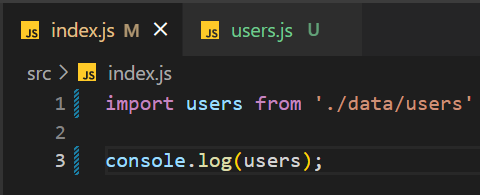 JS index.js M × JS users.js U
src > JS index.js
1 import users from './data/users'
2
3 console.log(users);